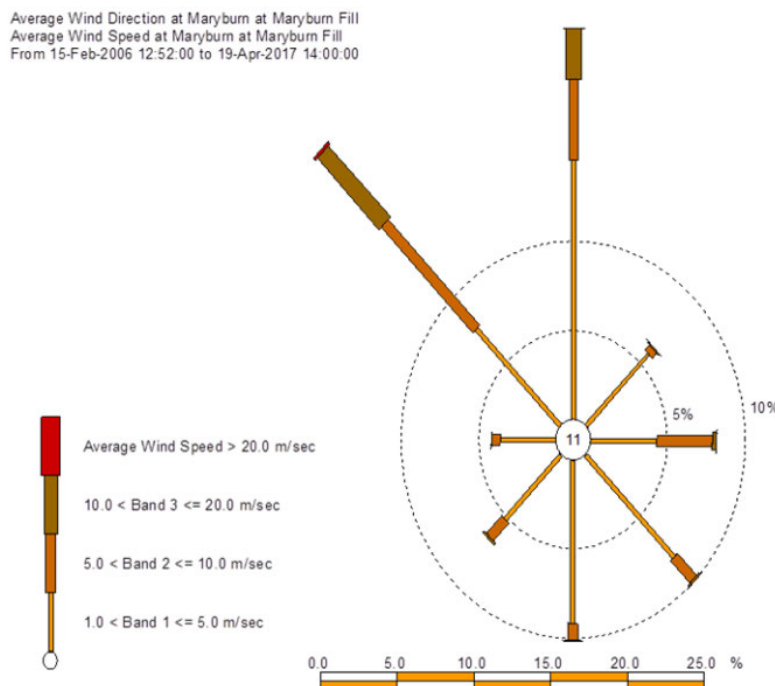 Average Wind Direction at Maryburn at Maryburn Fill
Average Wind Speed at Maryburn at Maryburn Fill
From 15-Feb-2006 12:52:00 to 19-Apr-2017 14:00:00
10%
5%
11
Average Wind Speed > 20.0 m/sec
10.0 < Band 3 <= 20.0 m/sec
5.0 < Band 2 <= 10.0 m/sec
1.0 < Band 1 <= 5.0 m/sec
0.0 5.0 10.0 15.0 20.0 25.0 %